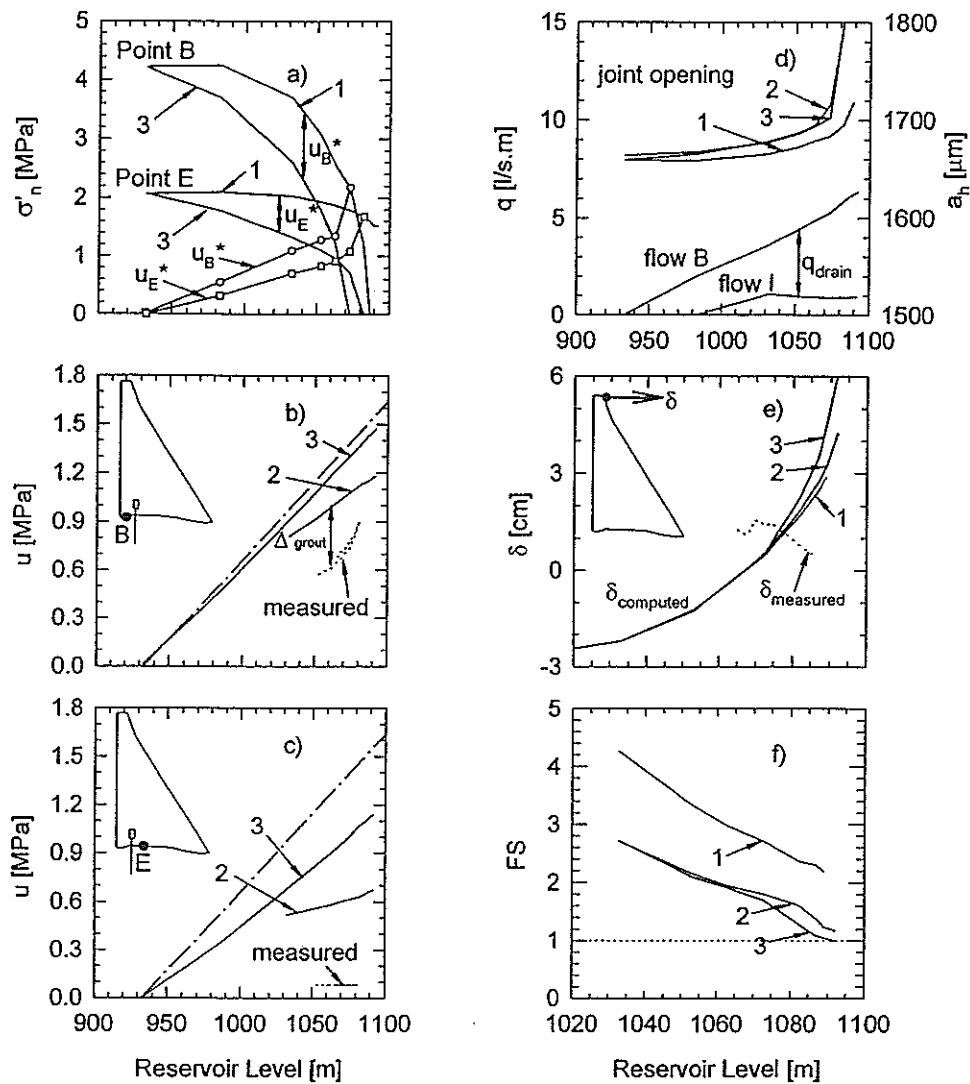 5
4
3
2
1
0
σ'n [MPa]
Point B
a)
1
3
uB*
Point E
1
3
uE*
uB*
uE*
15
10
5
0
q [l/s.m]
1800
1700
1600
1500
ah [μm]
joint opening
d)
2
3
1
flow B
flow I
qdrain
900 1000 1050 1100
1.8
1.5
1.2
0.9
0.6
0.3
0.0
u [MPa]
b)
3
2
B
Δgrout
measured
900 950 1000 1050 1100
6
3
0
-3
δ [cm]
δ
e)
3
2
1
δcomputed
δmeasured
1.8
1.5
1.2
0.9
0.6
0.3
0.0
u [MPa]
c)
3
2
E
measured
900 950 1000 1050 1100
Reservoir Level [m]
5
4
3
2
1
0
FS
f)
1
2
3
1020 1040 1060 1080 1100
Reservoir Level [m]